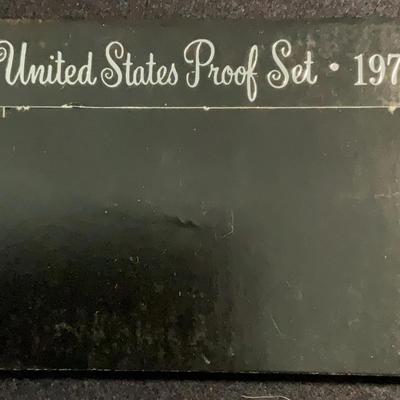 United States Proof Set · 197